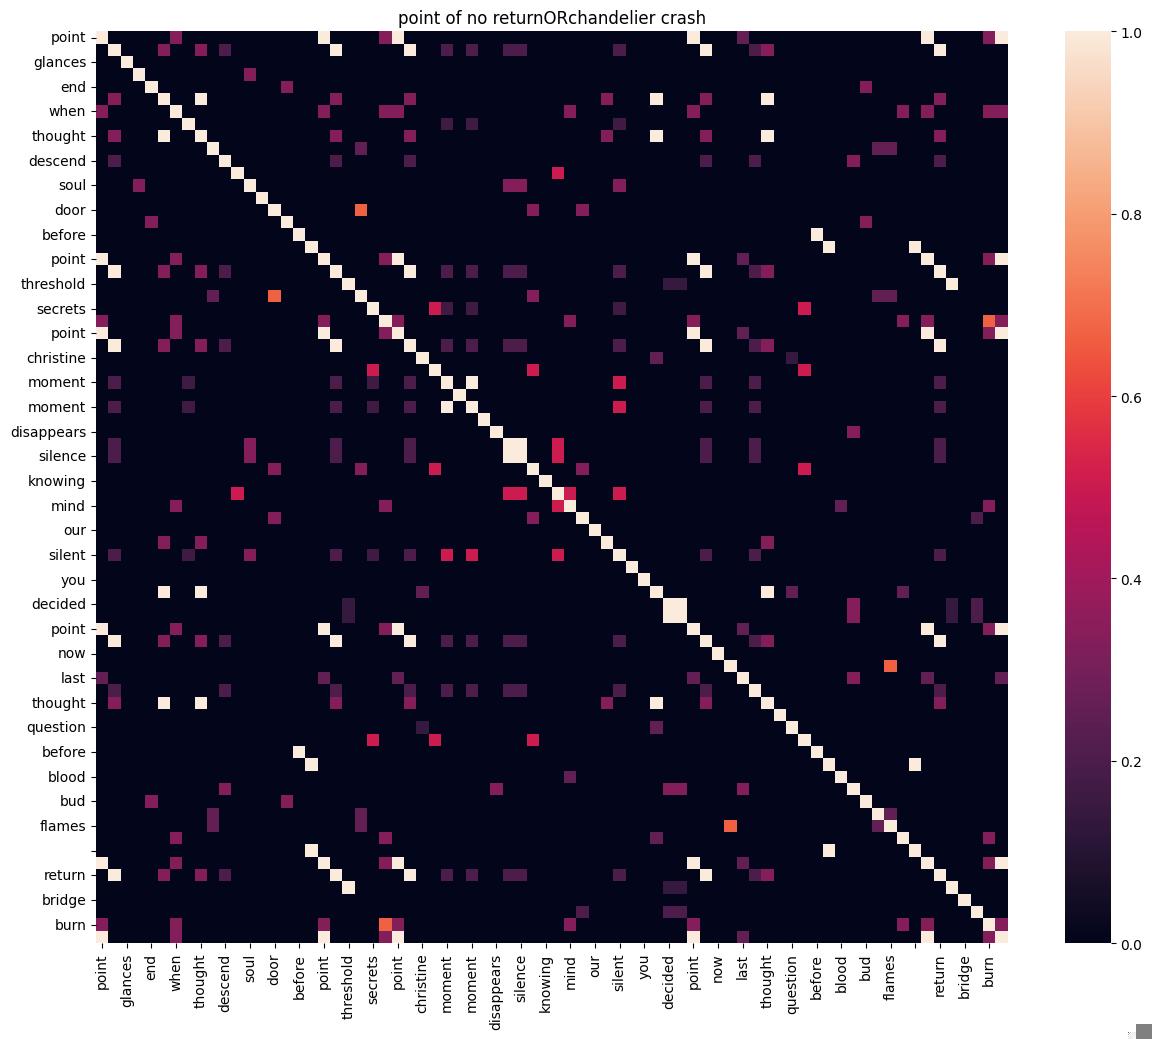 point of no returnORchandelier crash
point
glances
end
when
thought
descend
soul
door
before
point
threshold
secrets
point
christine
moment
moment
disappears
silence
knowing
mind
our
silent
you
decided
point
now
last
thought
question
before
blood
bud
flames
return
bridge
burn
point
glances
end
when
thought
descend
soul
door
before
point
threshold
secrets
point
christine
moment
moment
disappears
silence
knowing
mind
our
silent
you
decided
point
now
last
thought
question
before
blood
bud
flames
return
bridge
burn
1.0
0.8
0.6
0.4
0.2
0.0